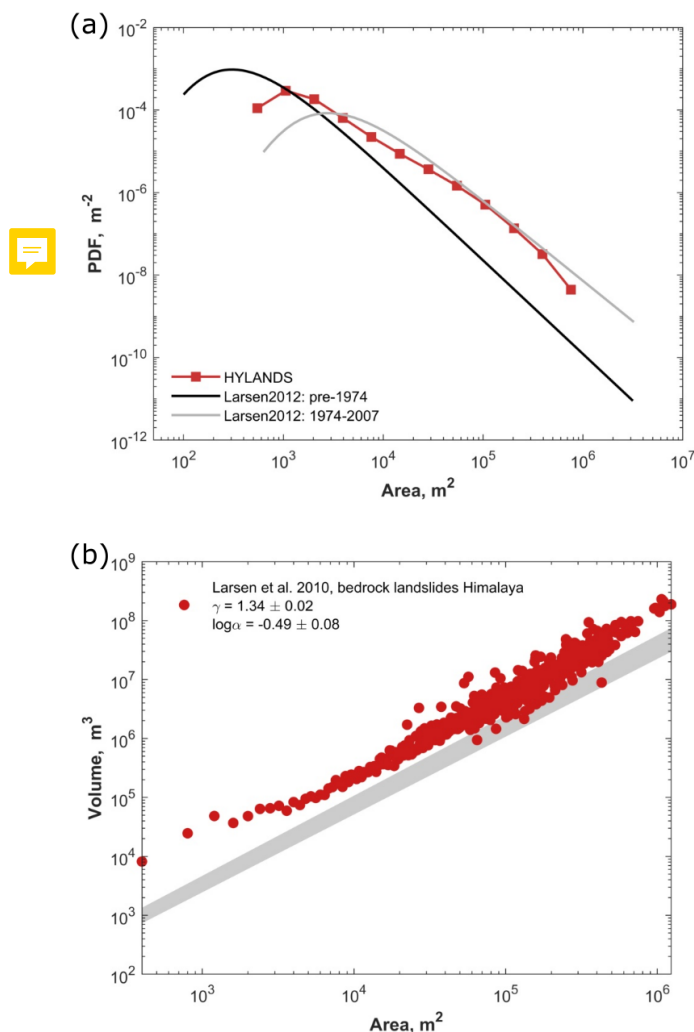 (a)
10^-2
10^-4
10^-6
10^-8
10^-10
10^-12
PDF, m^-2
HYLANDS
Larsen2012: pre-1974
Larsen2012: 1974-2007
10^2 10^3 10^4 10^5 10^6 10^7
Area, m^2
(b)
10^9
10^8
10^7
10^6
10^5
10^4
10^3
10^2
Volume, m^3
Larsen et al. 2010, bedrock landslides Himalaya
γ = 1.34 ± 0.02
logα = -0.49 ± 0.08
10^3 10^4 10^5 10^6
Area, m^2